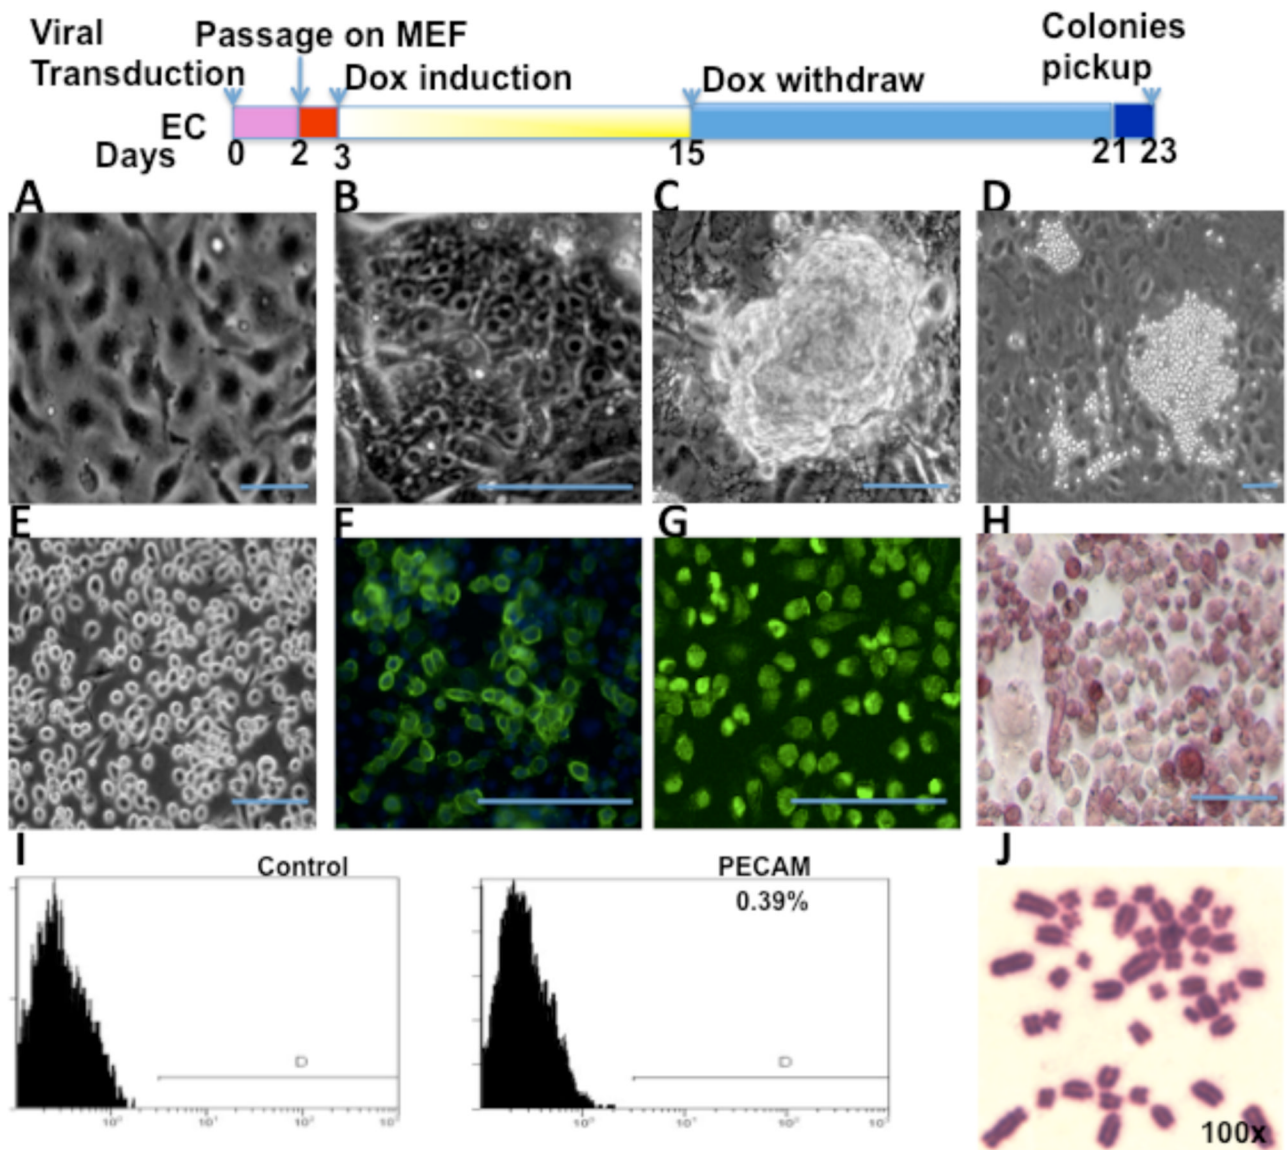 Viral
Transduction
Passage on MEF
Dox induction
Dox withdraw
Colonies
pickup
EC
Days
0
2
3
15
21
23
A
B
C
D
E
F
G
H
I
Control
PECAM
0.39%
D
D
J
100x